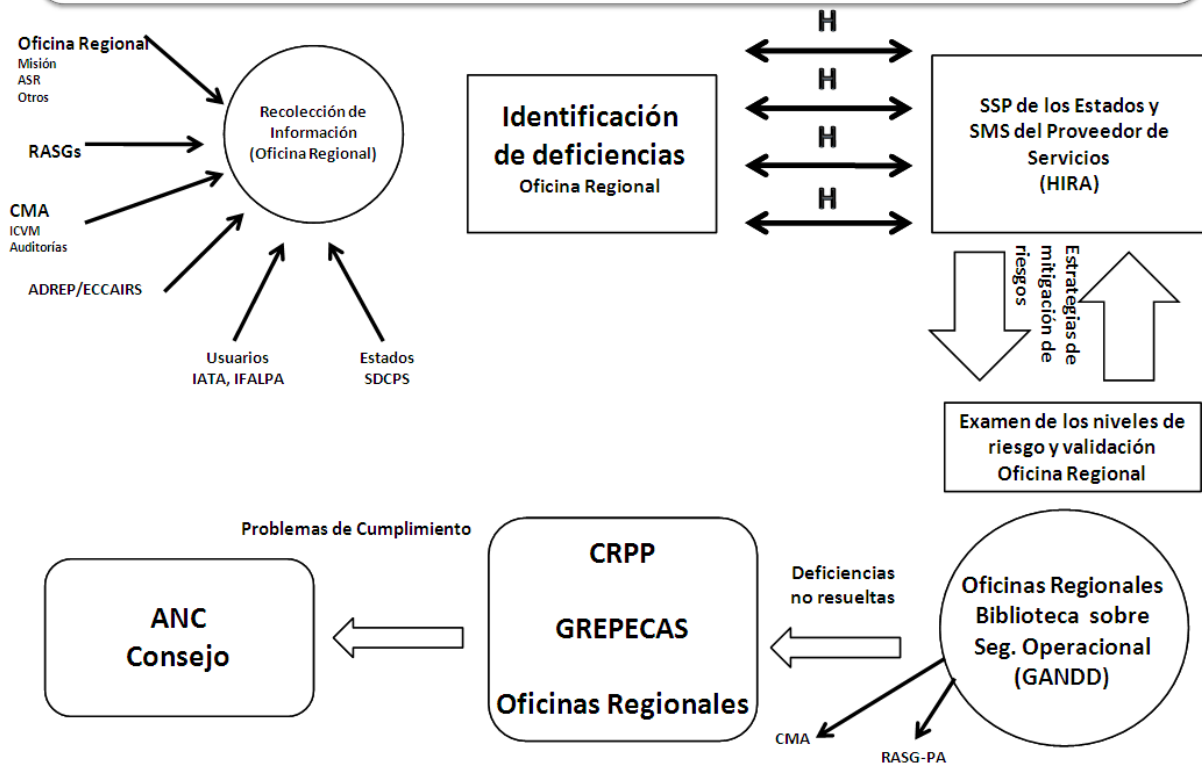 Oficina Regional
Misión
ASR
Otros
RASGs
CMA
ICVM
Auditorías
ADREP/ECCAIRS
Usuarios
IATA, IFALPA
Estados
SDCPS
Recolección de
Información
(Oficina Regional)
Identificación
de deficiencias
Oficina Regional
H
H
H
H
SSP de los Estados y
SMS del Proveedor de
Servicios
(HIRA)
Estrategias de
mitigación de
riesgos
Examen de los niveles de
riesgo y validación
Oficina Regional
Oficinas Regionales
Biblioteca sobre
Seg. Operacional
(GANDD)
CMA
RASG-PA
Deficiencias
no resueltas
CRPP
GREPECAS
Oficinas Regionales
Problemas de Cumplimiento
ANC
Consejo